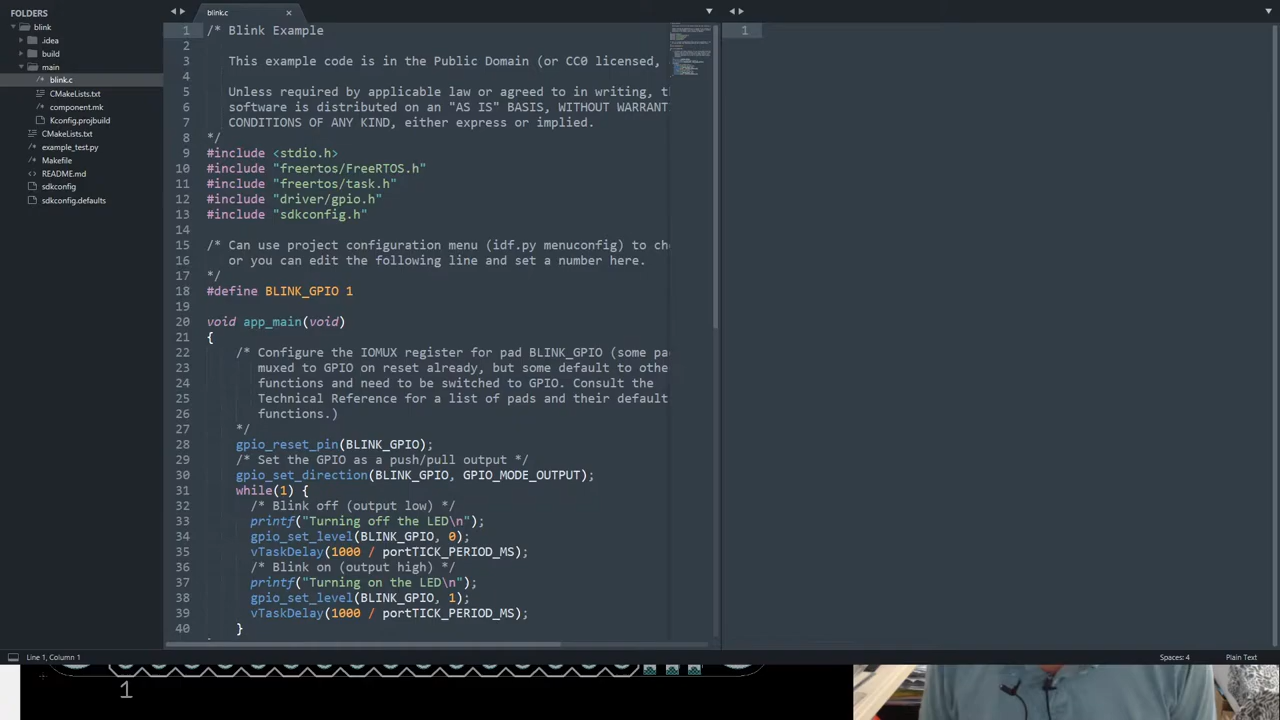 FOLDERS
blink
.idea
build
main
blink.c
CMakeLists.txt
component.mk
Kconfig.projbuild
CMakeLists.txt
example_test.py
Makefile
README.md
sdkconfig
sdkconfig.defaults
blink.c
1 /* Blink Example
2
3 This example code is in the Public Domain (or CC0 licensed,
4
5 Unless required by applicable law or agreed to in writing, t
6 software is distributed on an "AS IS" BASIS, WITHOUT WARRANT
7 CONDITIONS OF ANY KIND, either express or implied.
8 */
9 #include <stdio.h>
10 #include "freertos/FreeRTOS.h"
11 #include "freertos/task.h"
12 #include "driver/gpio.h"
13 #include "sdkconfig.h"
14
15 /* Can use project configuration menu (idf.py menuconfig) to ch
16 or you can edit the following line and set a number here.
17 */
18 #define BLINK_GPIO 1
19
20 void app_main(void)
21 {
22 /* Configure the IOMUX register for pad BLINK_GPIO (some pa
23 muxed to GPIO on reset already, but some default to othe
24 functions and need to be switched to GPIO. Consult the
25 Technical Reference for a list of pads and their default
26 functions.)
27 */
28 gpio_reset_pin(BLINK_GPIO);
29 /* Set the GPIO as a push/pull output */
30 gpio_set_direction(BLINK_GPIO, GPIO_MODE_OUTPUT);
31 while(1) {
32 /* Blink off (output low) */
33 printf("Turning off the LED\n");
34 gpio_set_level(BLINK_GPIO, 0);
35 vTaskDelay(1000 / portTICK_PERIOD_MS);
36 /* Blink on (output high) */
37 printf("Turning on the LED\n");
38 gpio_set_level(BLINK_GPIO, 1);
39 vTaskDelay(1000 / portTICK_PERIOD_MS);
40 }
1
Line 1, Column 1
Spaces: 4
Plain Text
1